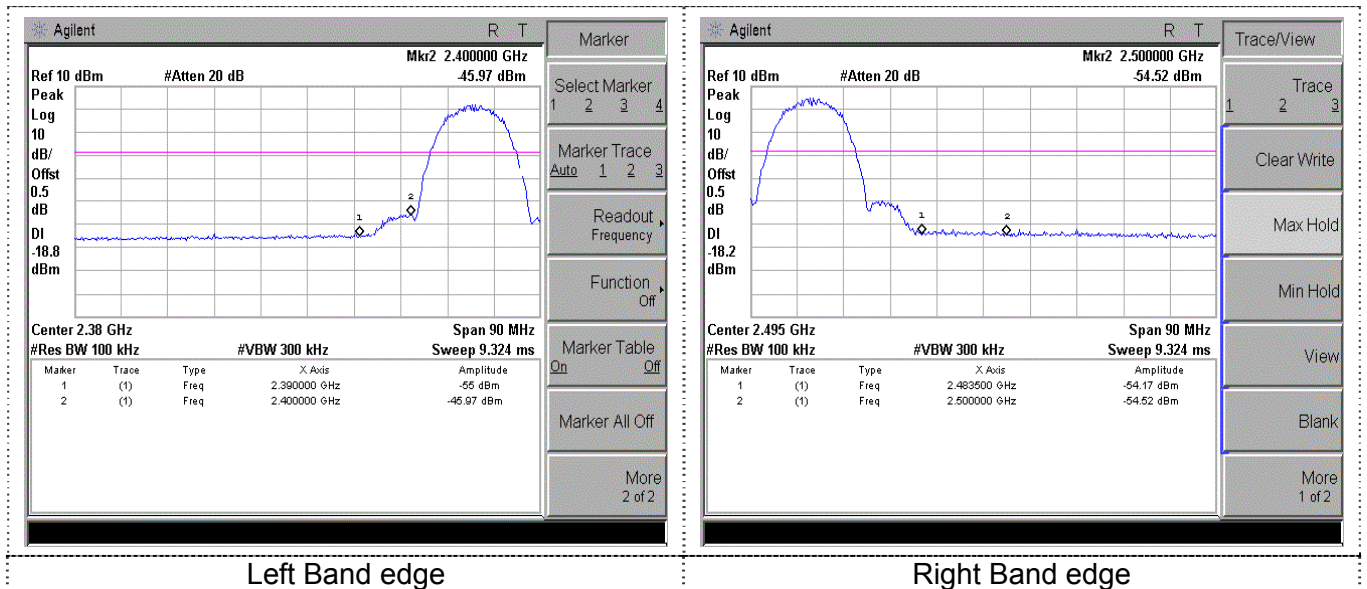 Agilent R T
Mkr2 2.400000 GHz
Ref 10 dBm #Atten 20 dB -45.97 dBm
Peak
Log
10
dB/
Offst
0.5
dB
DI
-18.8
dBm
1
2
Center 2.38 GHz Span 90 MHz
#Res BW 100 kHz #VBW 300 kHz Sweep 9.324 ms
Marker Trace Type X Axis Amplitude
1 (1) Freq 2.390000 GHz -55 dBm
2 (1) Freq 2.400000 GHz -45.97 dBm
Marker
Select Marker
1 2 3 4
Marker Trace
Auto 1 2 3
Readout
Frequency
Function
Off
Marker Table
On Off
Marker All Off
More
2 of 2
Left Band edge
Agilent R T
Mkr2 2.500000 GHz
Ref 10 dBm #Atten 20 dB -54.52 dBm
Peak
Log
10
dB/
Offst
0.5
dB
DI
-18.2
dBm
1
2
Center 2.495 GHz Span 90 MHz
#Res BW 100 kHz #VBW 300 kHz Sweep 9.324 ms
Marker Trace Type X Axis Amplitude
1 (1) Freq 2.483500 GHz -54.17 dBm
2 (1) Freq 2.500000 GHz -54.52 dBm
Trace/View
Trace
1 2 3
Clear Write
Max Hold
Min Hold
View
Blank
More
1 of 2
Right Band edge